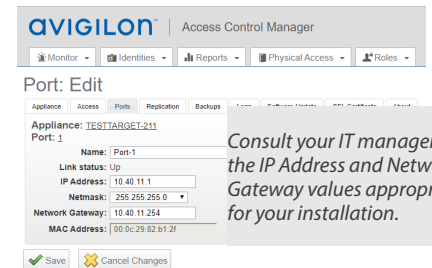 avigilon™ | Access Control Manager
Monitor Identities Reports Physical Access Roles
Port: Edit
Appliance Access Ports Replication Backups
Appliance: TESTTARGET-211
Port: 1
Name: Port-1
Link status: Up
IP Address: 10.40.11.1
Netmask: 255.255.255.0
Network Gateway: 10.40.11.254
MAC Address: 00:0c:29:82:b1:2f
Consult your IT manager
the IP Address and Netw
Gateway values appropr
for your installation.
Save Cancel Changes